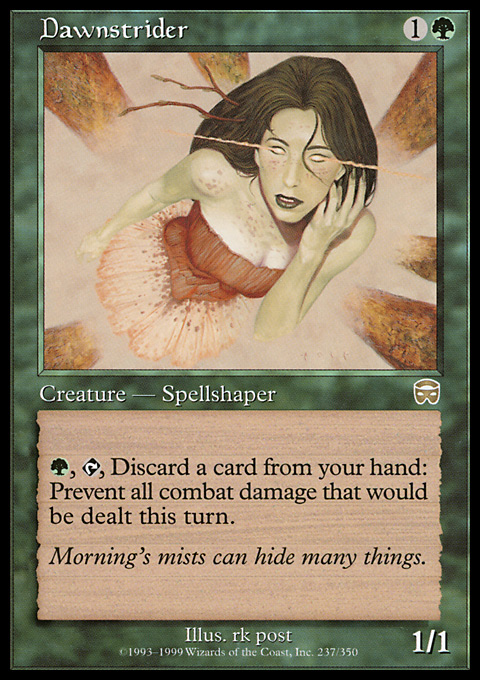 Dawnstrider 1
Creature — Spellshaper
, , Discard a card from your hand:
Prevent all combat damage that would
be dealt this turn.
Morning's mists can hide many things.
Illus. rk post
©1993–1999 Wizards of the Coast, Inc. 237/350
1/1